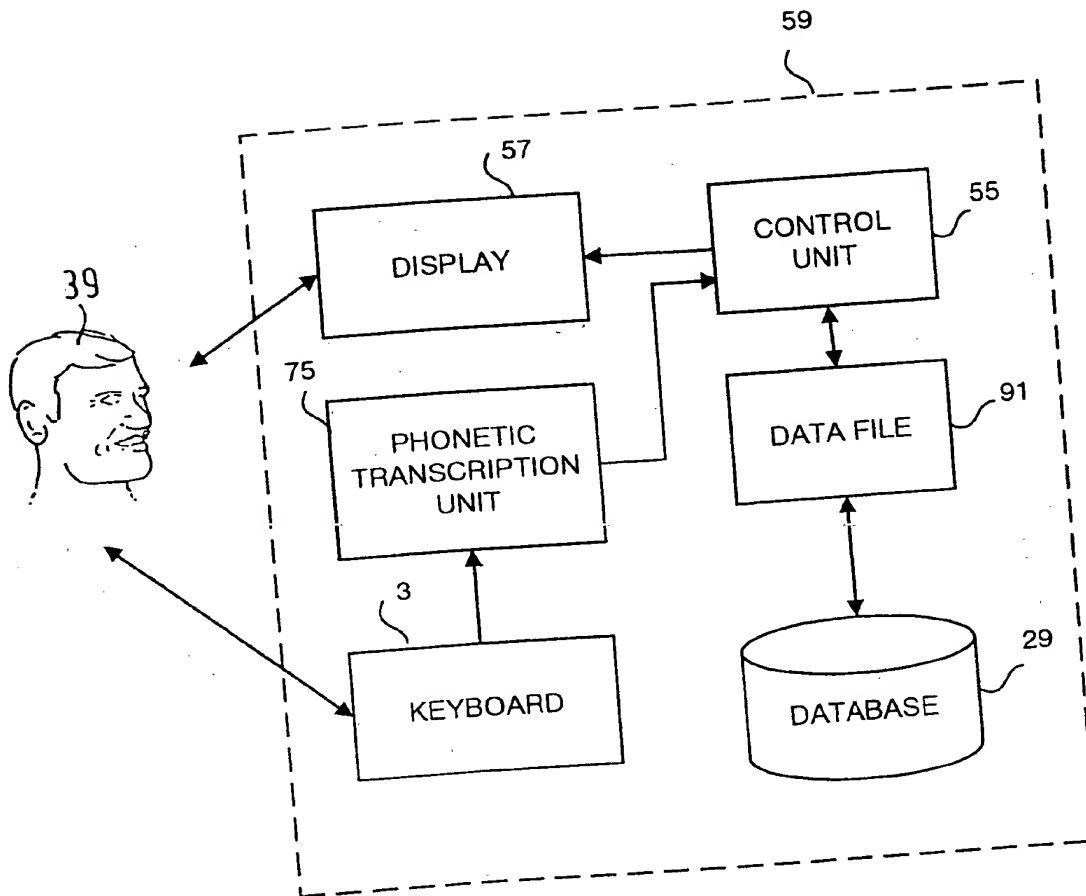 59
57
DISPLAY
CONTROL
UNIT
55
39
75
PHONETIC
TRANSCRIPTION
UNIT
DATA FILE
91
3
KEYBOARD
DATABASE
29